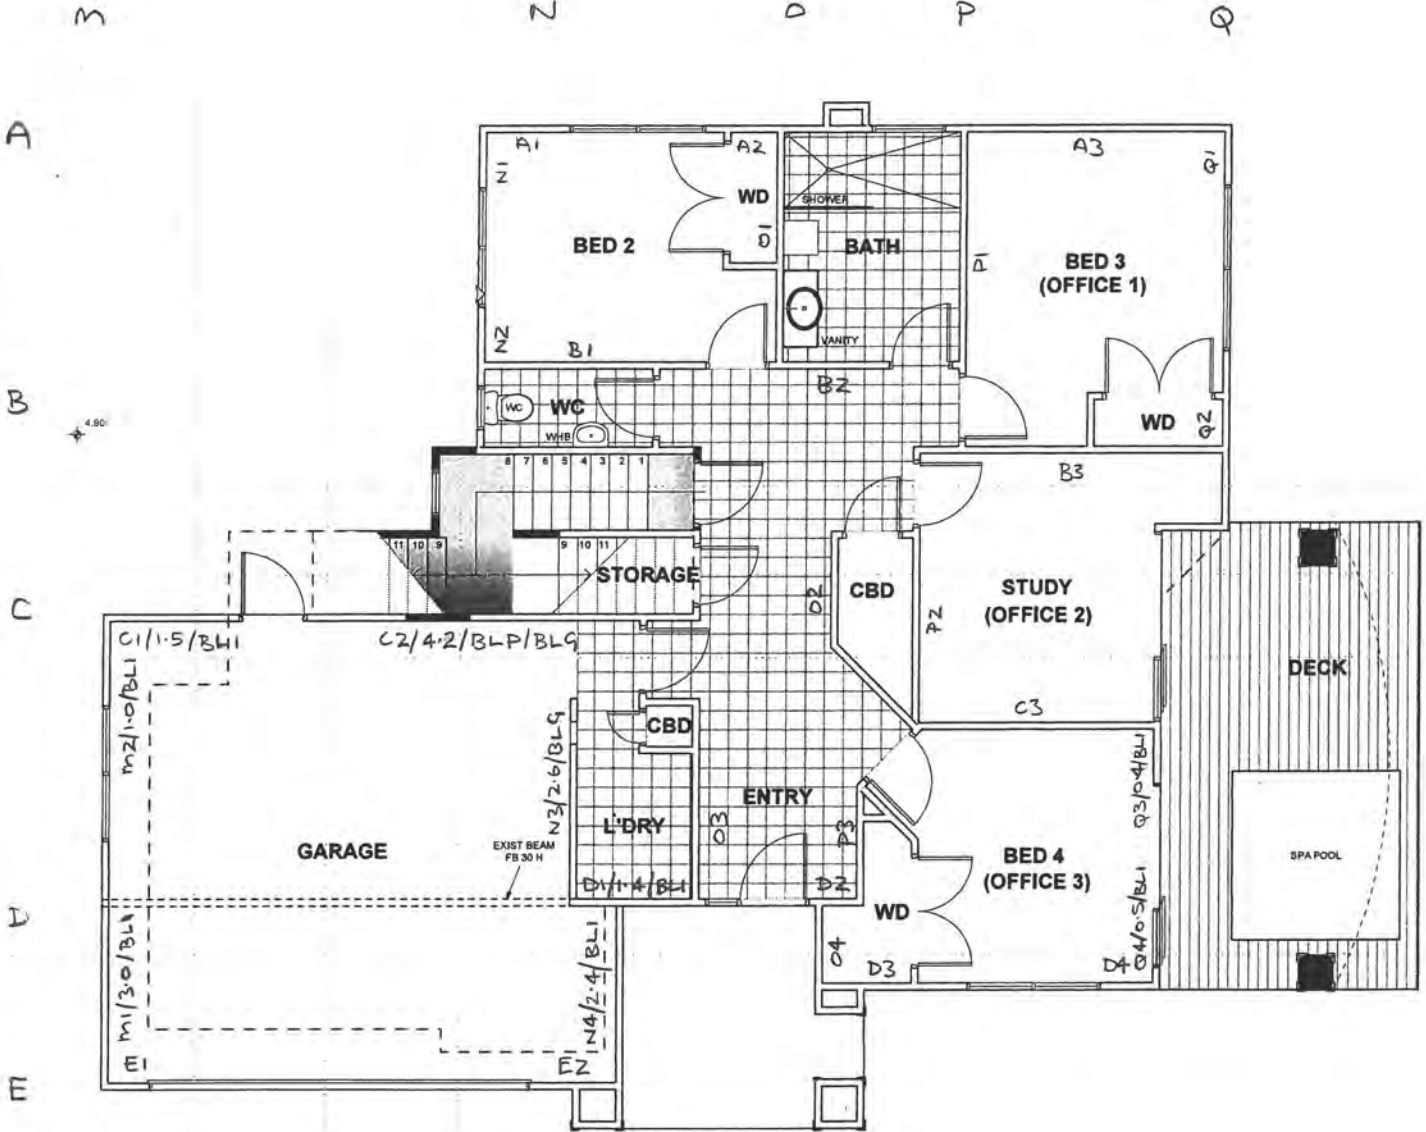 M N O P Q
A
A1 A2 A3
N1 Q1
WD
SHOWER
O1
BED 2 BATH
P1
BED 3
(OFFICE 1)
N2
VANITY
B1 B2
B
WC WC
WHB
WD
Q2
4.90
8 7 6 5 4 3 2 1
B3
11 10 9 9 10 11
STORAGE
O2
CBD
STUDY
(OFFICE 2)
P2
C
C1/1.5/BL1 C2/4.2/BLP/BLG
M2/1.0/BL1
DECK
C3
CBD
N3/2.6/BLG
Q3/0.4/BL1
ENTRY
L'DRY
O3
P3
GARAGE
EXIST BEAM
FB 30 H
BED 4
(OFFICE 3)
SPA POOL
D1/1.4/BL1
D2
D
WD
M1/3.0/BL1
N4/2.4/BL1
O4
D3 D4
Q4/0.5/BL1
E1 E2
E